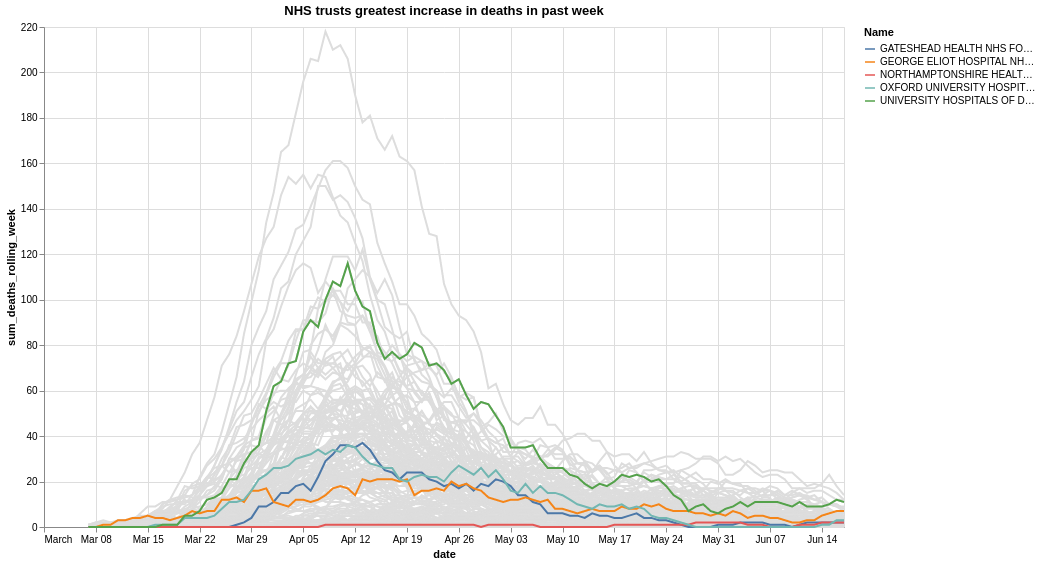 NHS trusts greatest increase in deaths in past week
220
200
180
160
140
120
100
80
60
40
20
0
sum_deaths_rolling_week
March
Mar 08
Mar 15
Mar 22
Mar 29
Apr 05
Apr 12
Apr 19
Apr 26
May 03
May 10
May 17
May 24
May 31
Jun 07
Jun 14
date
Name
GATESHEAD HEALTH NHS FO…
GEORGE ELIOT HOSPITAL NH…
NORTHAMPTONSHIRE HEALT…
OXFORD UNIVERSITY HOSPIT…
UNIVERSITY HOSPITALS OF D…